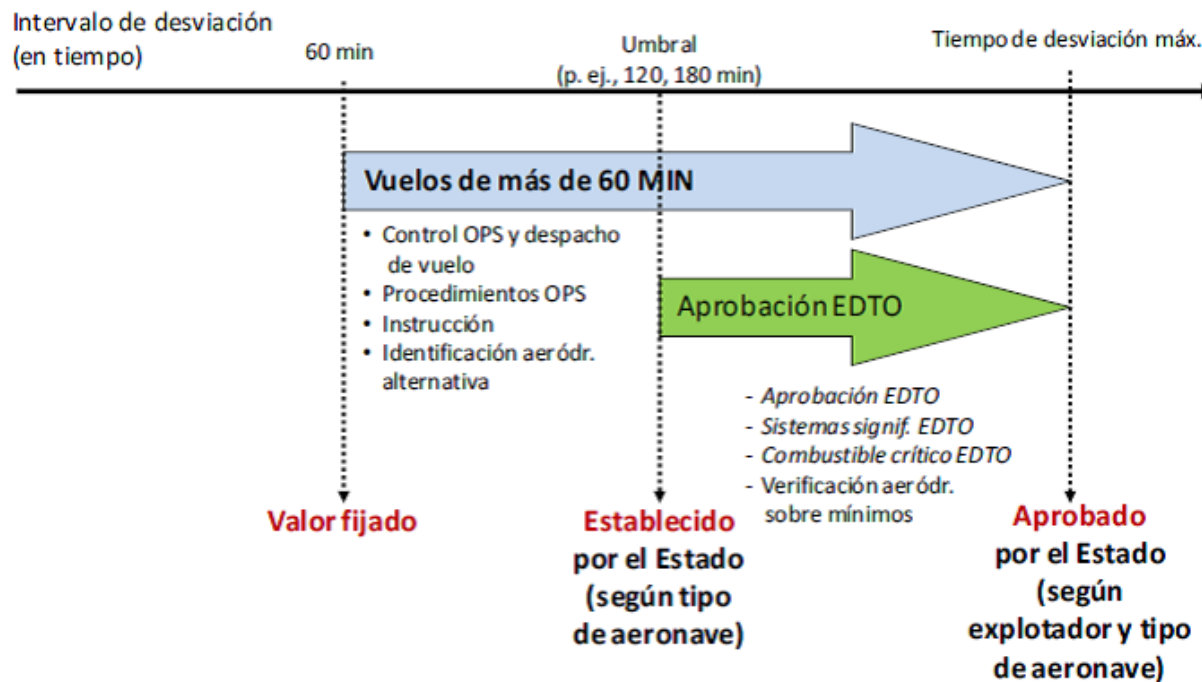 Intervalo de desviación
(en tiempo)
60 min
Umbral
(p. ej., 120, 180 min)
Tiempo de desviación máx.
Vuelos de más de 60 MIN
• Control OPS y despacho
de vuelo
• Procedimientos OPS
• Instrucción
• Identificación aeródr.
alternativa
Aprobación EDTO
- Aprobación EDTO
- Sistemas signif. EDTO
- Combustible crítico EDTO
- Verificación aeródr.
sobre mínimos
Valor fijado
Establecido
por el Estado
(según tipo
de aeronave)
Aprobado
por el Estado
(según
explotador y tipo
de aeronave)